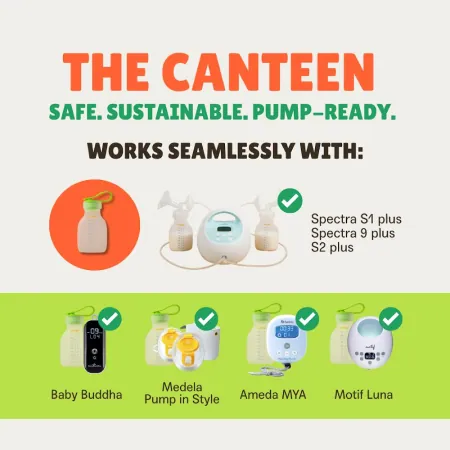 THE CANTEEN
SAFE. SUSTAINABLE. PUMP-READY.
WORKS SEAMLESSLY WITH:
Spectra S1 plus
Spectra 9 plus
S2 plus
Baby Buddha
Medela
Pump in Style
Ameda MYA
Motif Luna